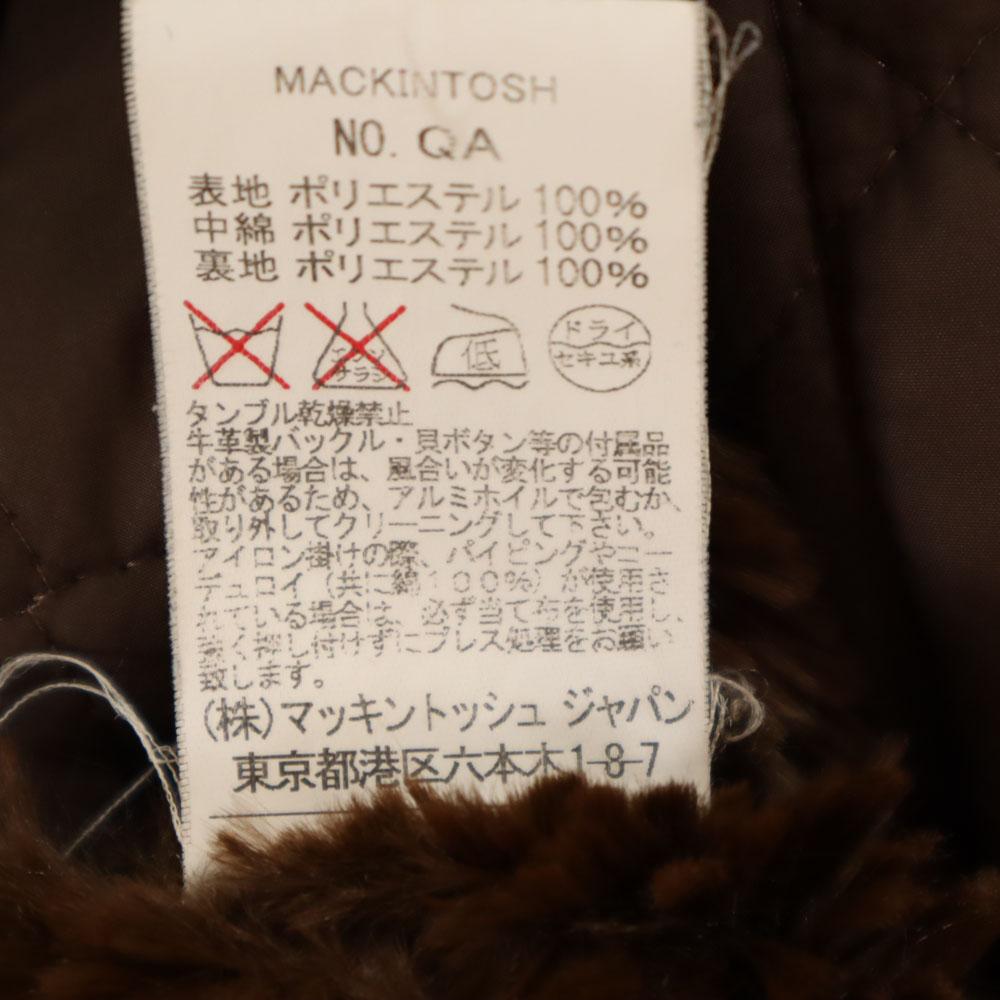 MACKINTOSH
NO. QA
表地 ポリエステル 100%
中綿 ポリエステル 100%
裏地 ポリエステル 100%
エンソ サラシ 低 ドライ セキユ系
タンブル乾燥禁止
牛革製バックル・貝ボタン等の付属品
がある場合は、風合いが変化する可能
性があるため、アルミホイルで包むか、
取り外してクリーニングして下さい。
アイロン掛けの際、パイピングやコー
デュロイ(共に綿100%)が使用さ
れている場合は、必ず当て布を使用し、
強く押し付けずにプレス処理をお願い
致します。
(株)マッキントッシュ ジャパン
東京都港区六本木1-8-7